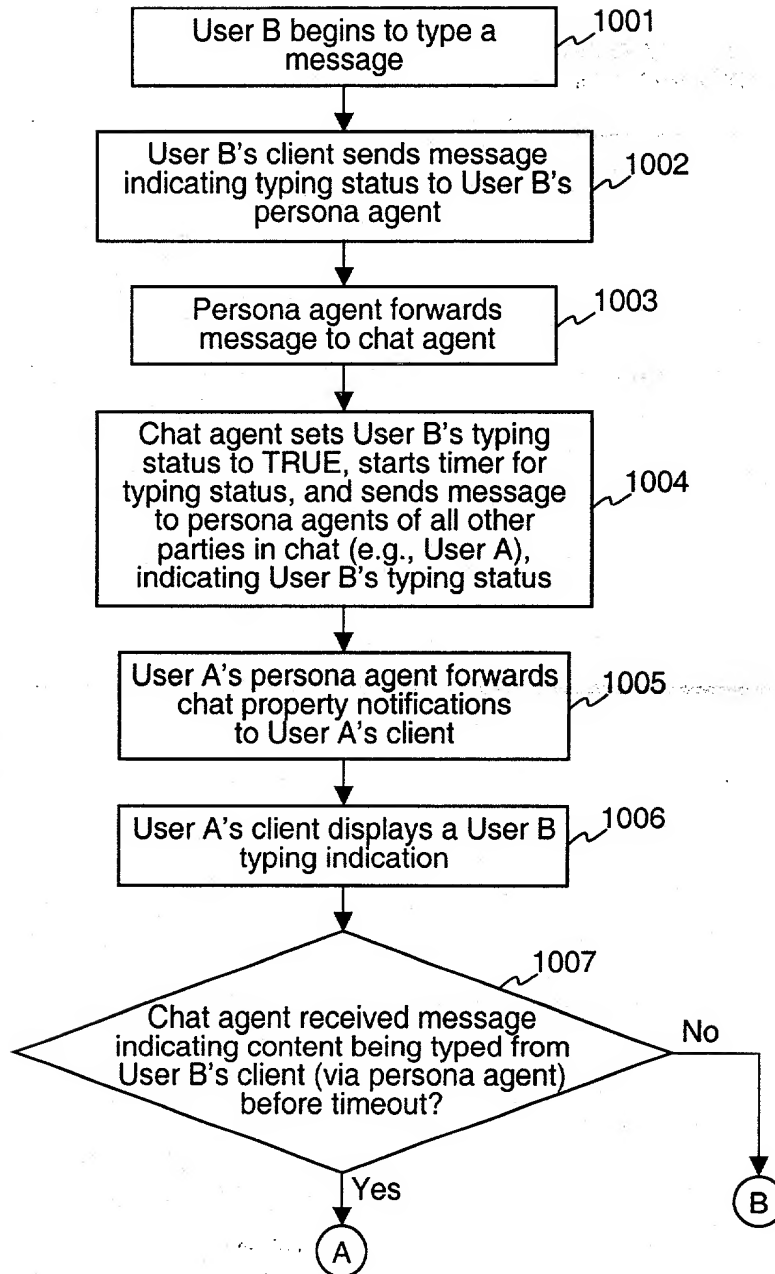 User B begins to type a
message
1001
User B's client sends message
indicating typing status to User B's
persona agent
1002
Persona agent forwards
message to chat agent
1003
Chat agent sets User B's typing
status to TRUE, starts timer for
typing status, and sends message
to persona agents of all other
parties in chat (e.g., User A),
indicating User B's typing status
1004
User A's persona agent forwards
chat property notifications
to User A's client
1005
User A's client displays a User B
typing indication
1006
1007
Chat agent received message
indicating content being typed from
User B's client (via persona agent)
before timeout?
No
Yes
B
A